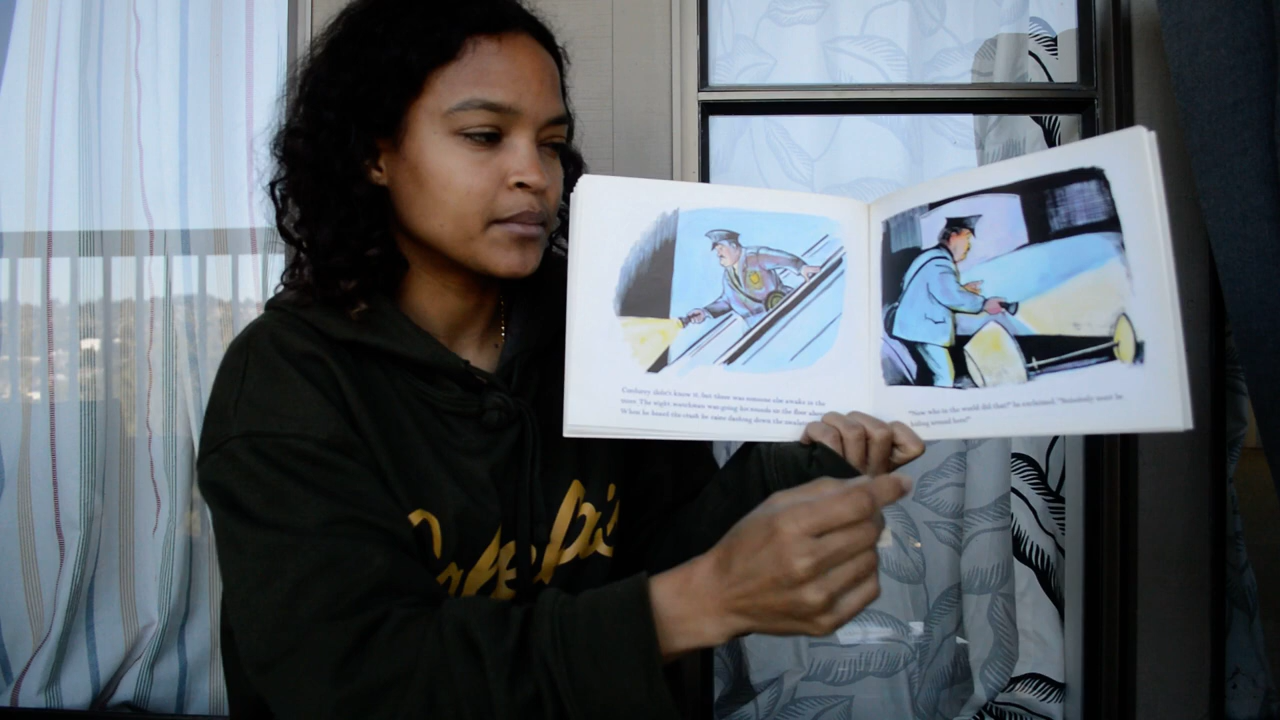 Corduroy didn't know it, but there was someone else awake in the
store. The night watchman was going his rounds on the floor above.
When he heard the crash he came dashing down the escalator.
"Now who in the world did that!" he exclaimed. "Somebody must be
hiding around here!"